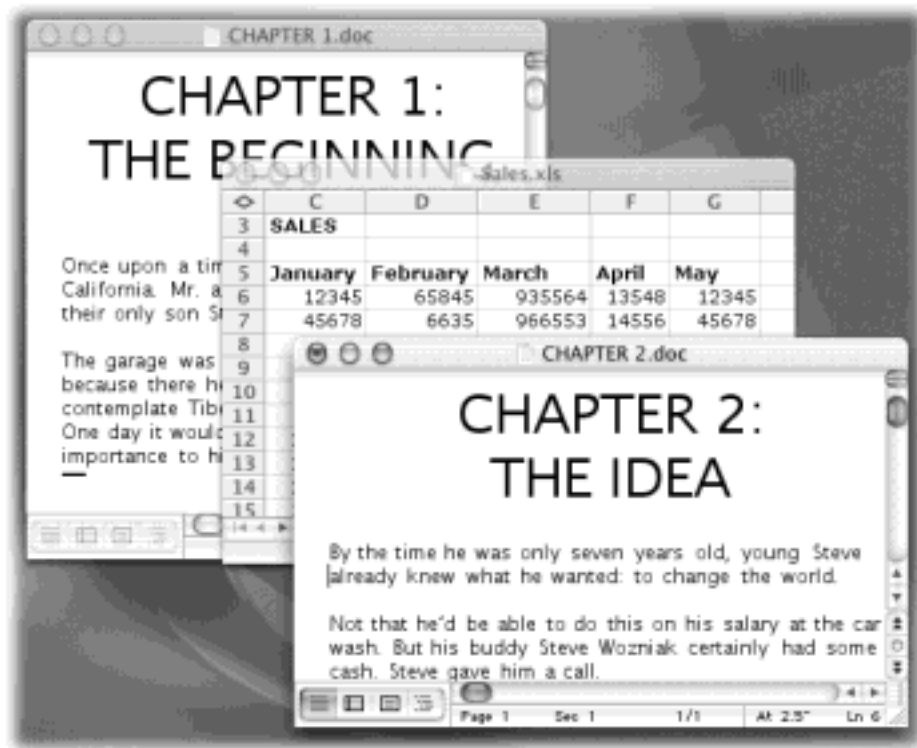 CHAPTER 1.doc
CHAPTER 1:
THE BEGINNING
Once upon a tim
California. Mr. a
their only son St
The garage was
because there he
contemplate Tibe
One day it would
importance to hi
Sales.xls
C D E F G
3 SALES
4
5 January February March April May
6 12345 65845 935564 13548 12345
7 45678 6635 966553 14556 45678
8
9
10
11
12
13
14
15
CHAPTER 2.doc
CHAPTER 2:
THE IDEA
By the time he was only seven years old, young Steve
already knew what he wanted: to change the world.
Not that he'd be able to do this on his salary at the car
wash. But his buddy Steve Wozniak certainly had some
cash. Steve gave him a call.
Page 1 Sec 1 1/1 At 2.5" Ln 6